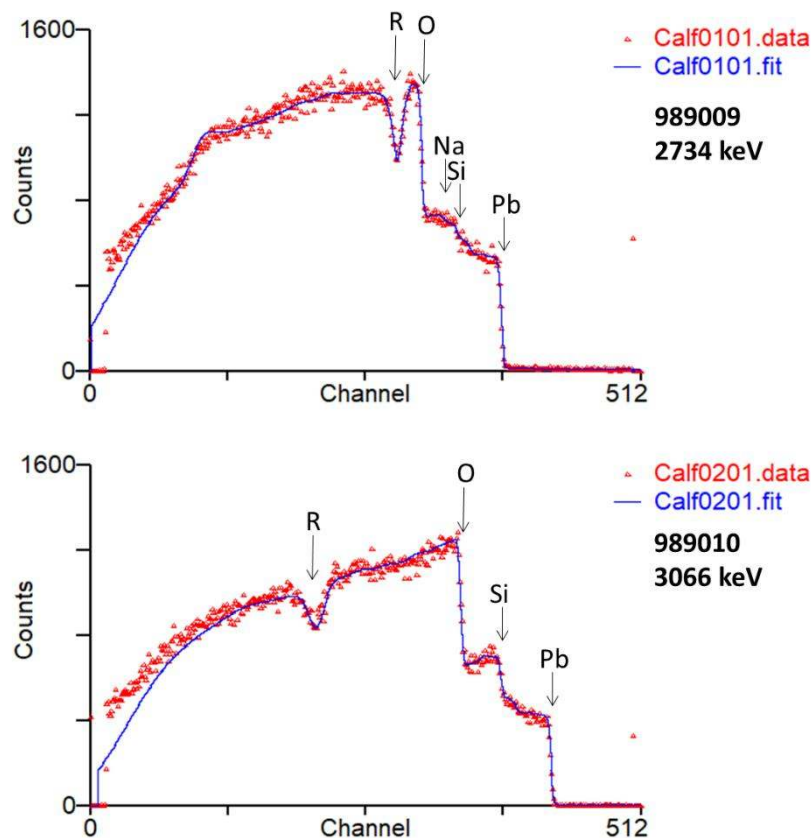 1600
R
O
Calf0101.data
Calf0101.fit
989009
2734 keV
Na
Si
Pb
Counts
0
0
Channel
512
1600
O
Calf0201.data
Calf0201.fit
R
989010
3066 keV
Si
Pb
Counts
0
0
Channel
512